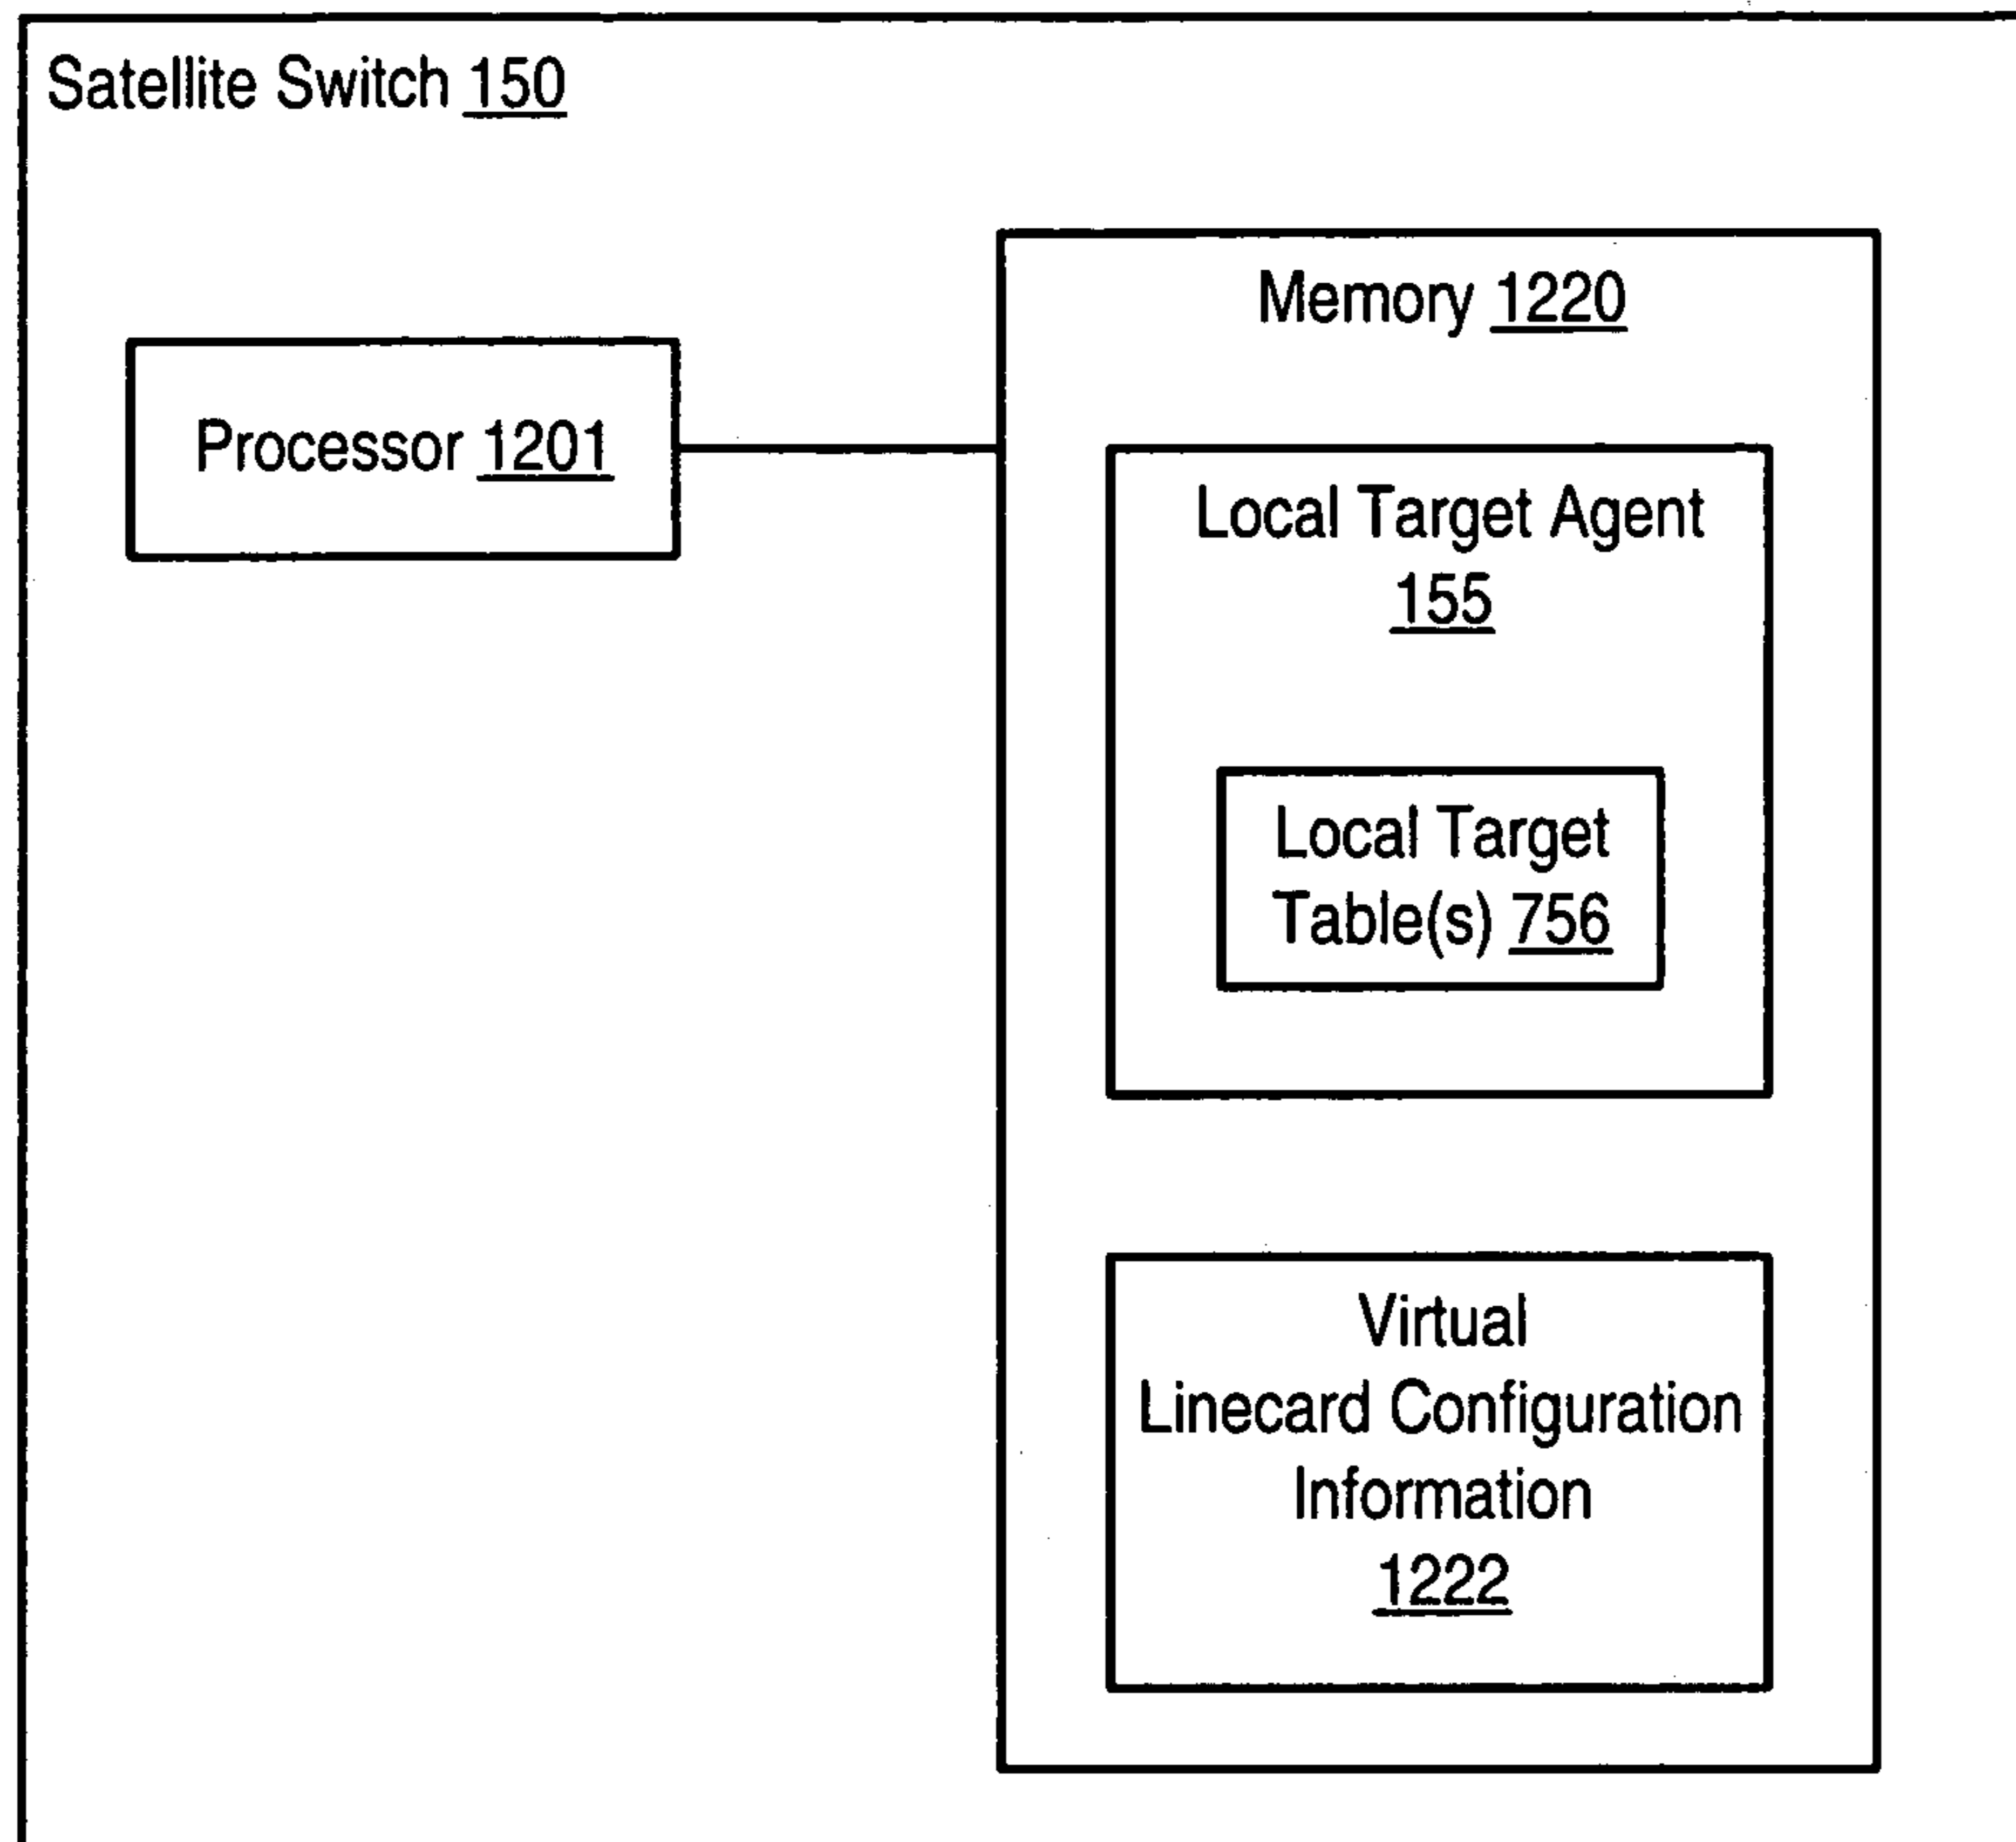 Satellite Switch 150
Memory 1220
Processor 1201
Local Target Agent
155
Local Target
Table(s) 756
Virtual
Linecard Configuration
Information
1222